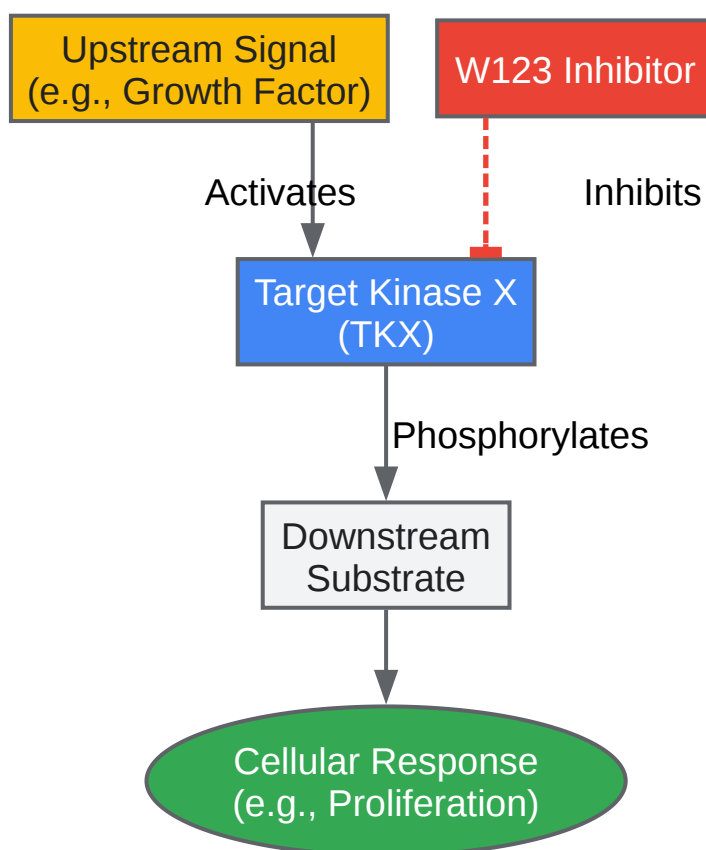 Upstream Signal
(e.g., Growth Factor)
W123 Inhibitor
Activates
Inhibits
Target Kinase X
(TKX)
Phosphorylates
Downstream
Substrate
Cellular Response
(e.g., Proliferation)